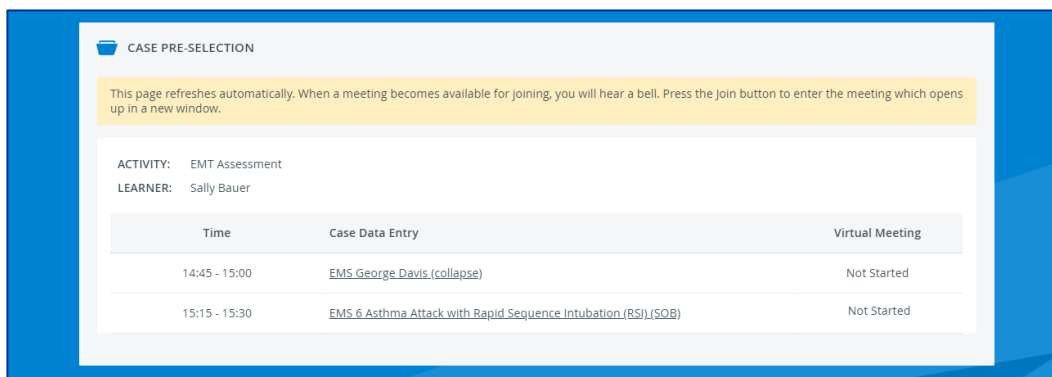 CASE PRE-SELECTION
This page refreshes automatically. When a meeting becomes available for joining, you will hear a bell. Press the Join button to enter the meeting which opens
up in a new window.
ACTIVITY: EMT Assessment
LEARNER: Sally Bauer
Time Case Data Entry Virtual Meeting
14:45 - 15:00 EMS George Davis (collapse) Not Started
15:15 - 15:30 EMS 6 Asthma Attack with Rapid Sequence Intubation (RSI) (SOB) Not Started